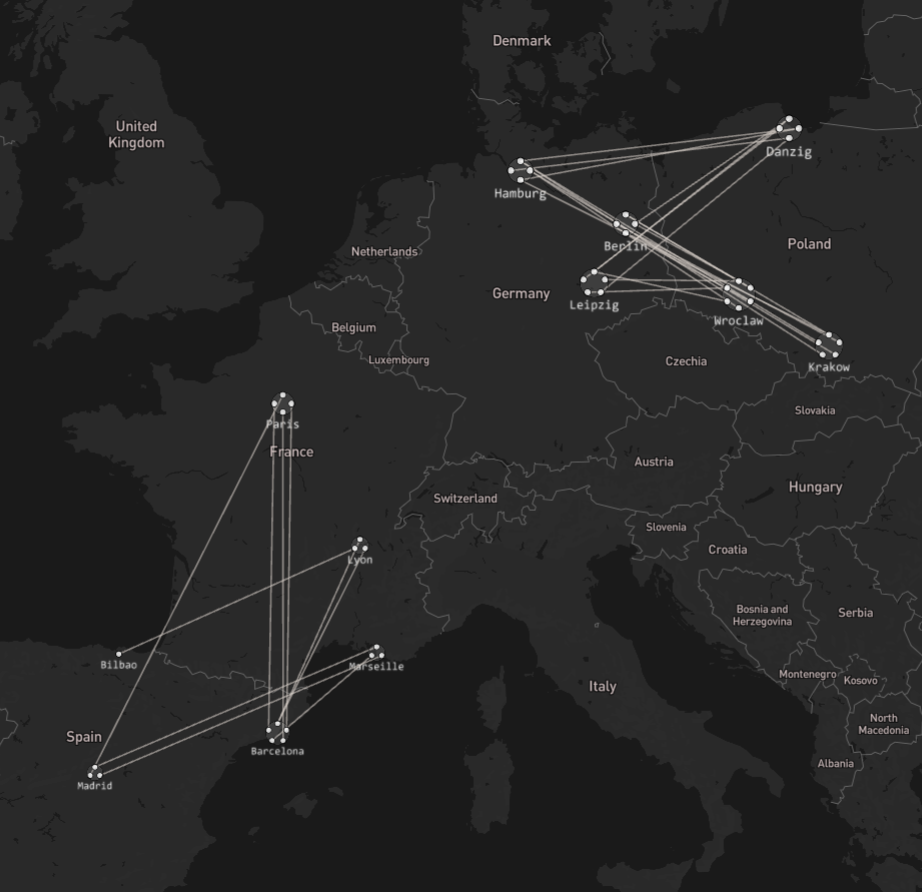 Denmark
United
Kingdom
Danzig
Hamburg
Berlin
Poland
Netherlands
Germany
Leipzig
Wroclaw
Belgium
Luxembourg
Czechia
Krakow
Slovakia
Paris
France
Austria
Switzerland
Hungary
Slovenia
Croatia
Lyon
Bosnia and
Herzegovina
Serbia
Bilbao
Marseille
Montenegro
Kosovo
Italy
North
Macedonia
Spain
Barcelona
Albania
Madrid